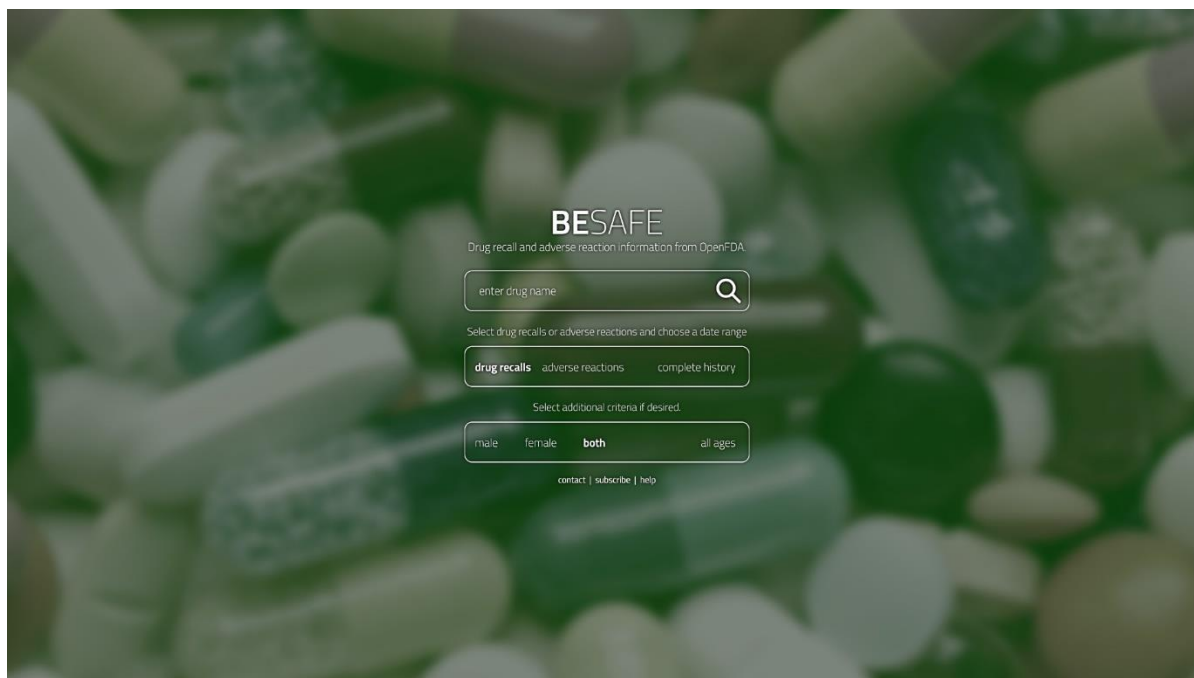 BESAFE
Drug recall and adverse reaction information from OpenFDA.
enter drug name
Select drug recalls or adverse reactions and choose a date range
drug recalls adverse reactions complete history
Select additional criteria if desired.
male female both all ages
contact | subscribe | help